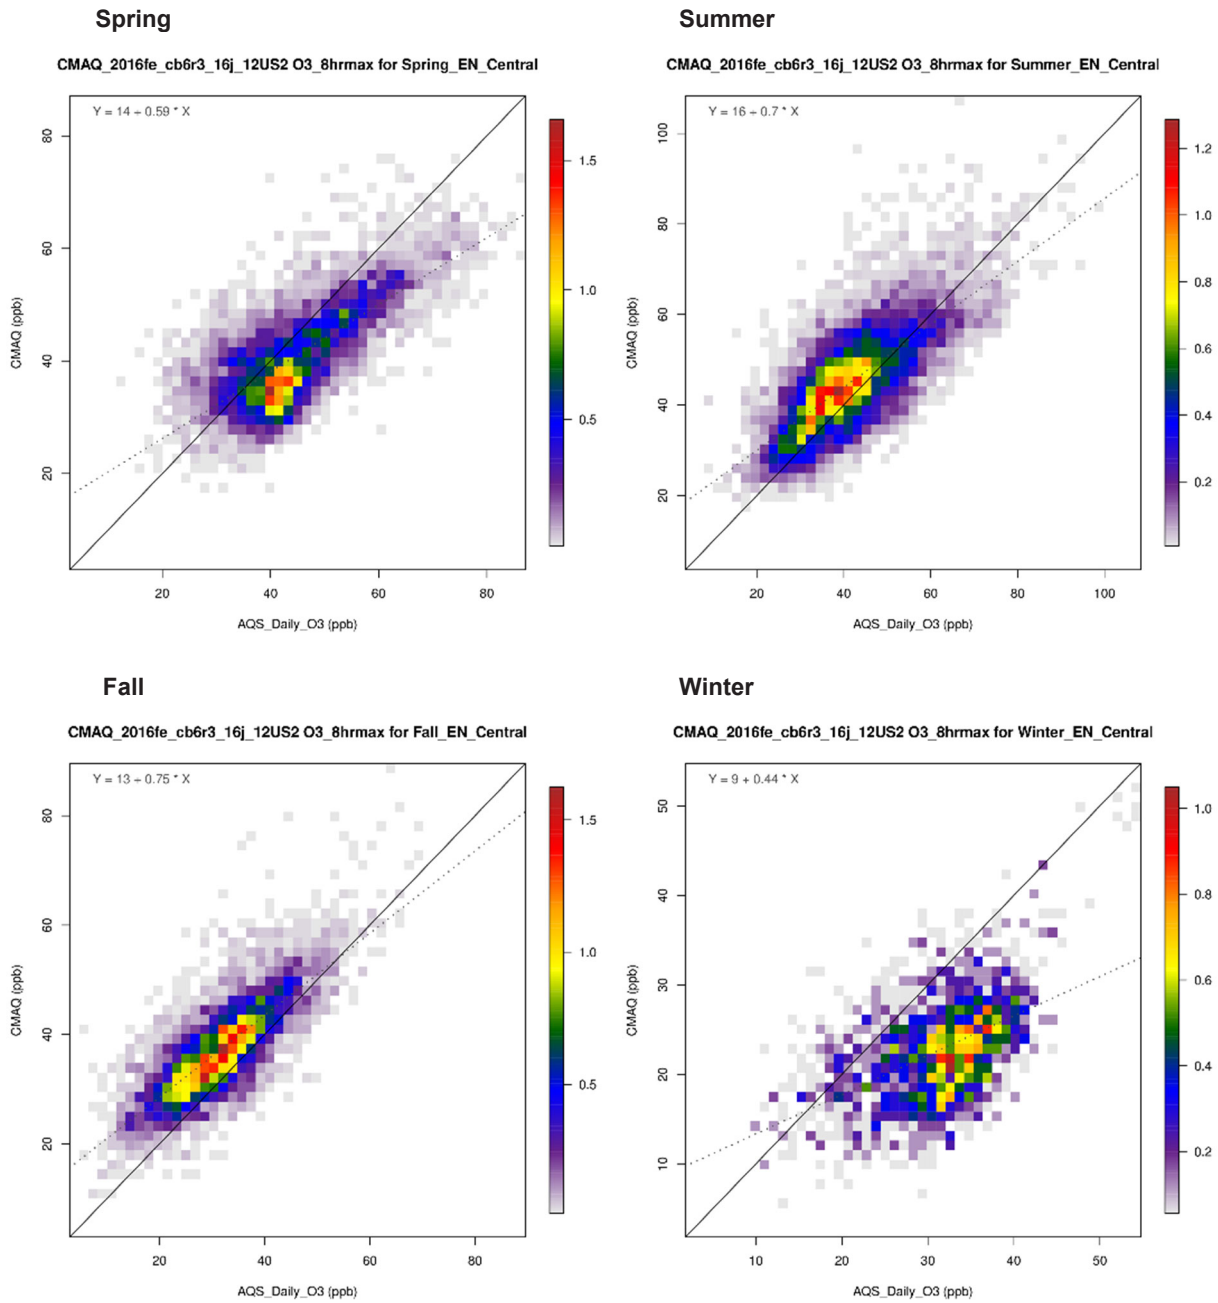 Spring
Summer
CMAQ_2016fe_cb6r3_16j_12US2 O3_8hrmax for Spring_EN_Central
CMAQ_2016fe_cb6r3_16j_12US2 O3_8hrmax for Summer_EN_Central
Y = 14 + 0.59 * X
Y = 16 + 0.7 * X
80
60
40
20
CMAQ (ppb)
20 40 60 80
AQS_Daily_O3 (ppb)
1.5
1.0
0.5
100
80
60
40
20
CMAQ (ppb)
20 40 60 80 100
AQS_Daily_O3 (ppb)
1.2
1.0
0.8
0.6
0.4
0.2
Fall
Winter
CMAQ_2016fe_cb6r3_16j_12US2 O3_8hrmax for Fall_EN_Central
CMAQ_2016fe_cb6r3_16j_12US2 O3_8hrmax for Winter_EN_Central
Y = 13 + 0.75 * X
Y = 9 + 0.44 * X
80
60
40
20
CMAQ (ppb)
20 40 60 80
AQS_Daily_O3 (ppb)
1.5
1.0
0.5
50
40
30
20
10
CMAQ (ppb)
10 20 30 40 50
AQS_Daily_O3 (ppb)
1.0
0.8
0.6
0.4
0.2